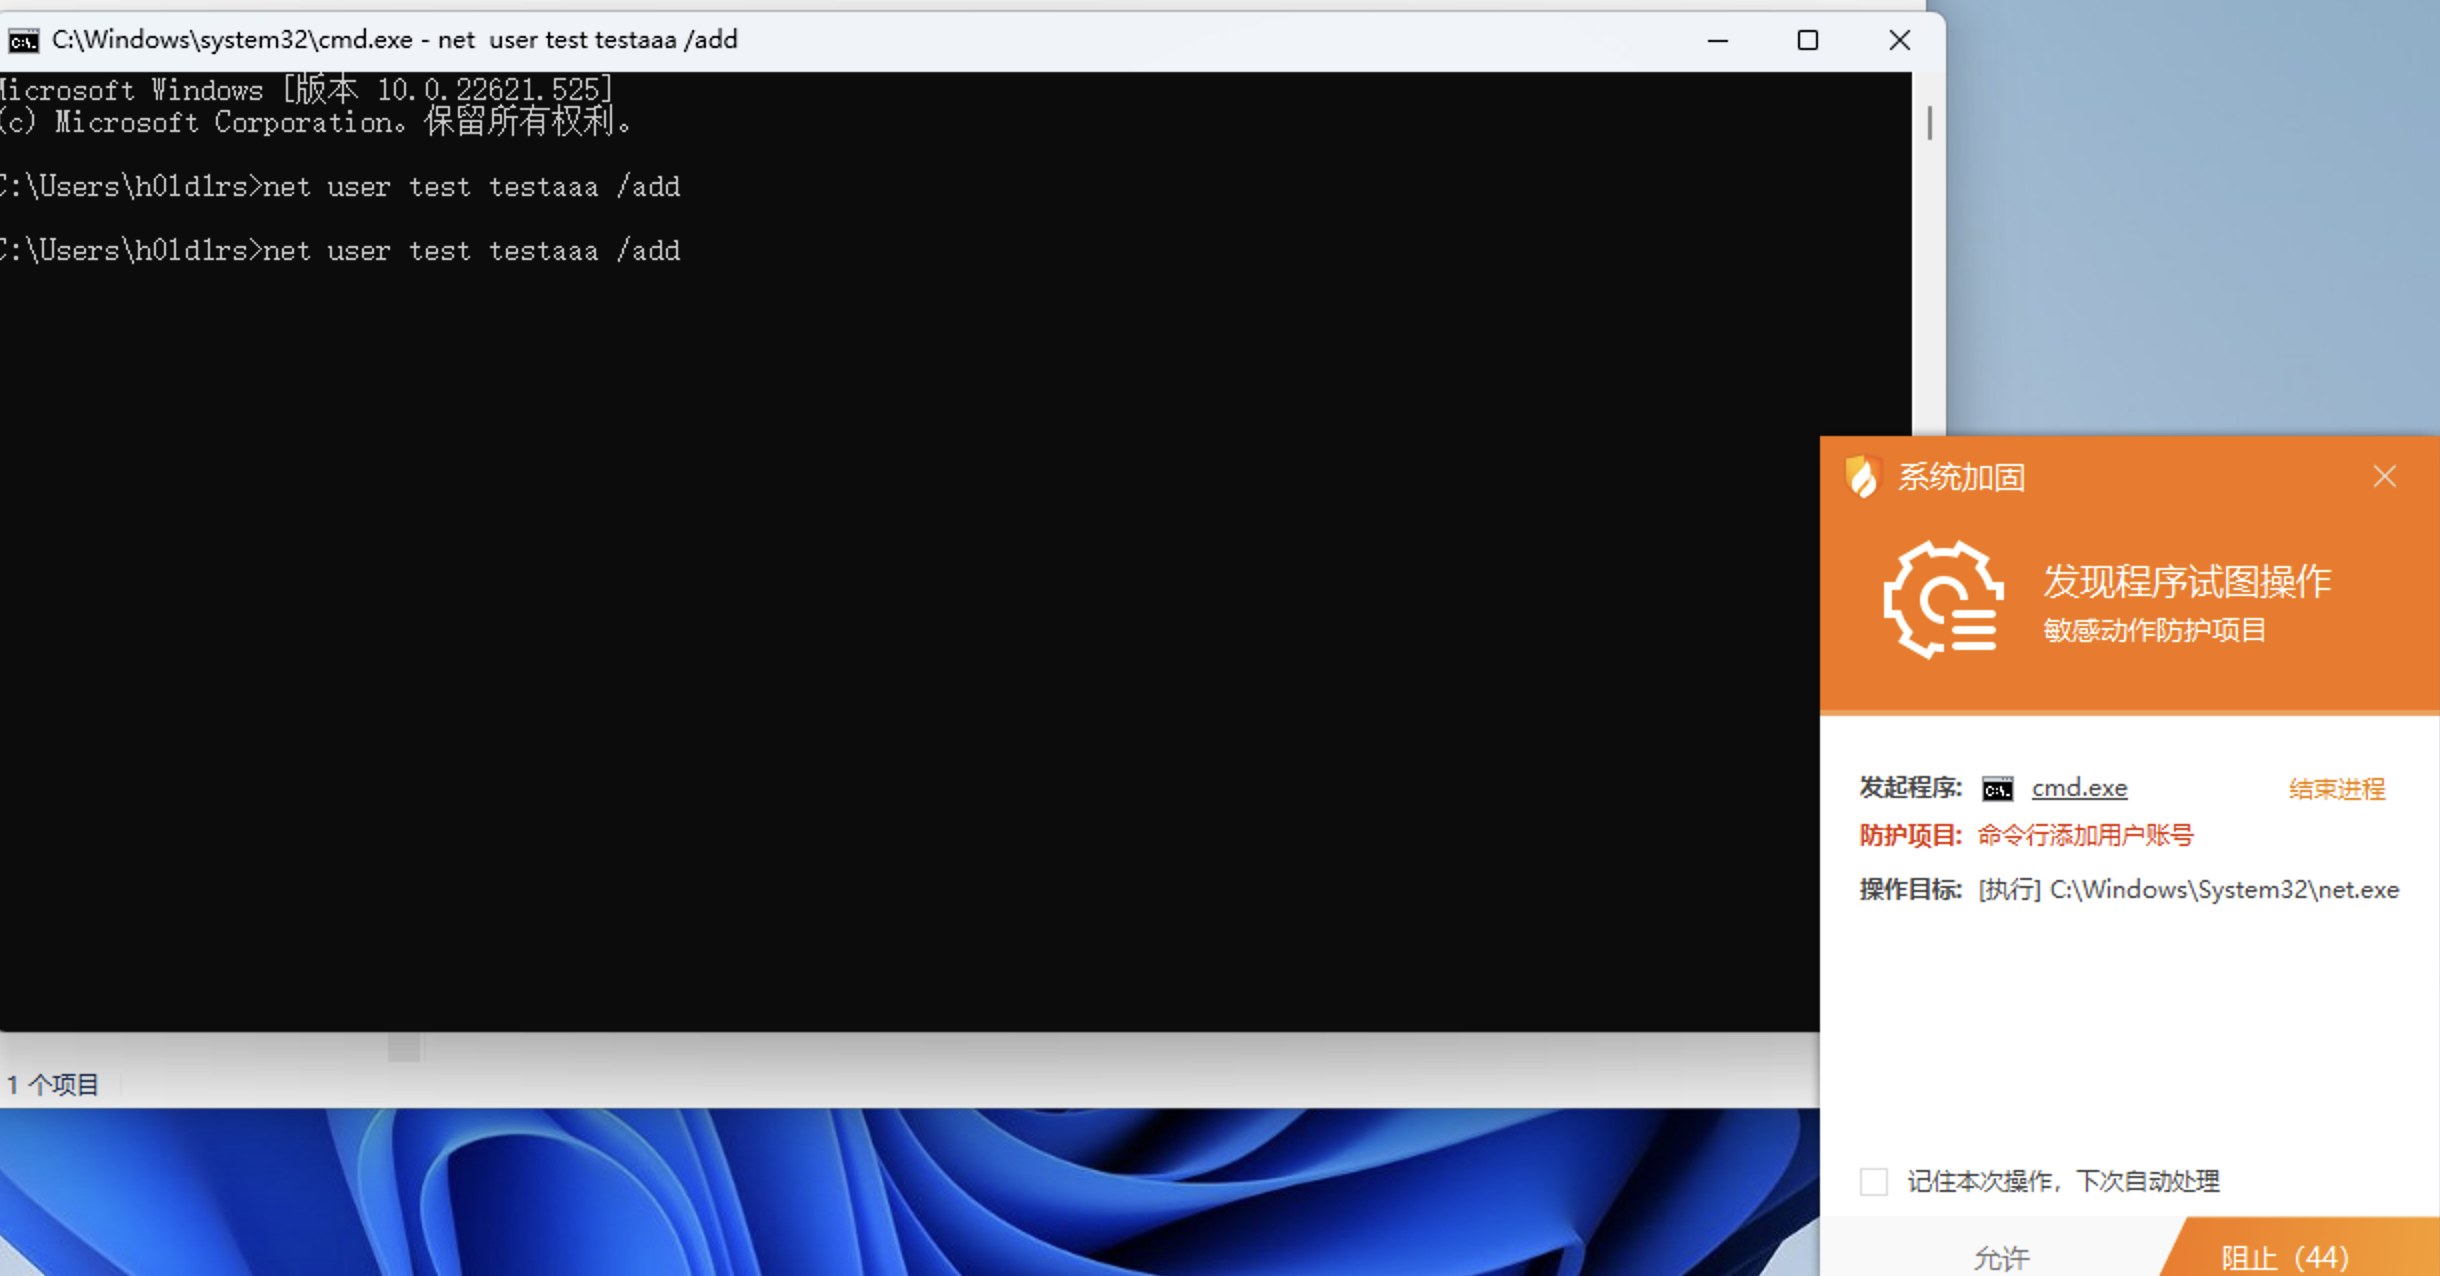 C:\Windows\system32\cmd.exe - net  user test testaaa /add
Microsoft Windows [版本 10.0.22621.525]
(c) Microsoft Corporation。保留所有权利。
C:\Users\h01d1rs>net user test testaaa /add
C:\Users\h01d1rs>net user test testaaa /add
1 个项目
系统加固
发现程序试图操作
敏感动作防护项目
发起程序: cmd.exe 结束进程
防护项目: 命令行添加用户账号
操作目标: [执行] C:\Windows\System32\net.exe
记住本次操作，下次自动处理
允许 阻止（44）